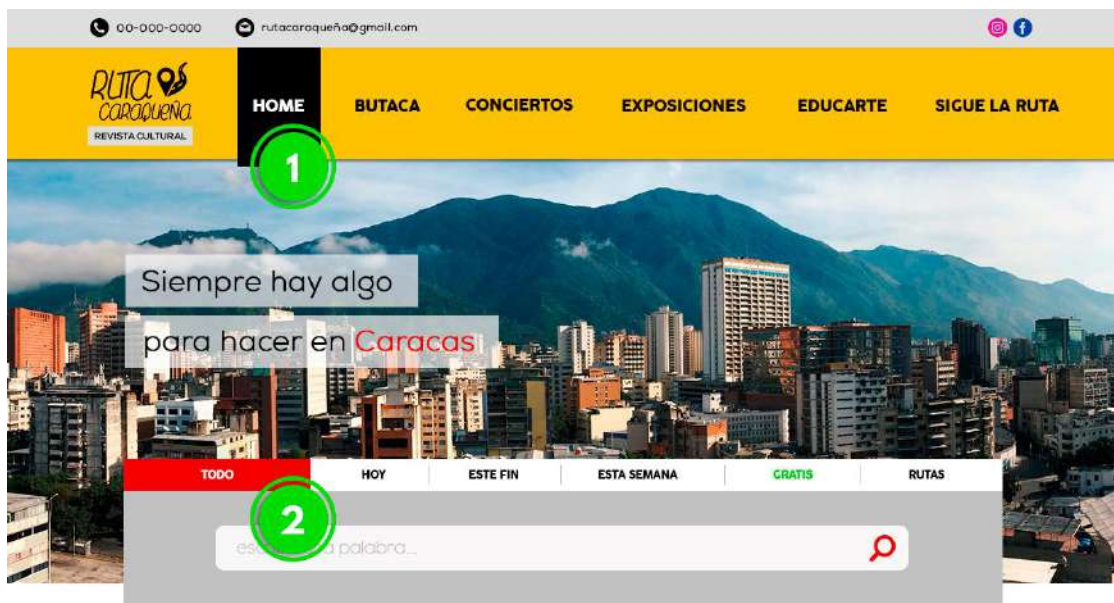 00-000-0000 rutacaraqueña@gmail.com
RUTA
CARAQUEÑA
REVISTA CULTURAL
HOME BUTACA CONCIERTOS EXPOSICIONES EDUCARTE SIGUE LA RUTA
1
Siempre hay algo
para hacer en Caracas
TODO HOY ESTE FIN ESTA SEMANA GRATIS RUTAS
2
palabra...